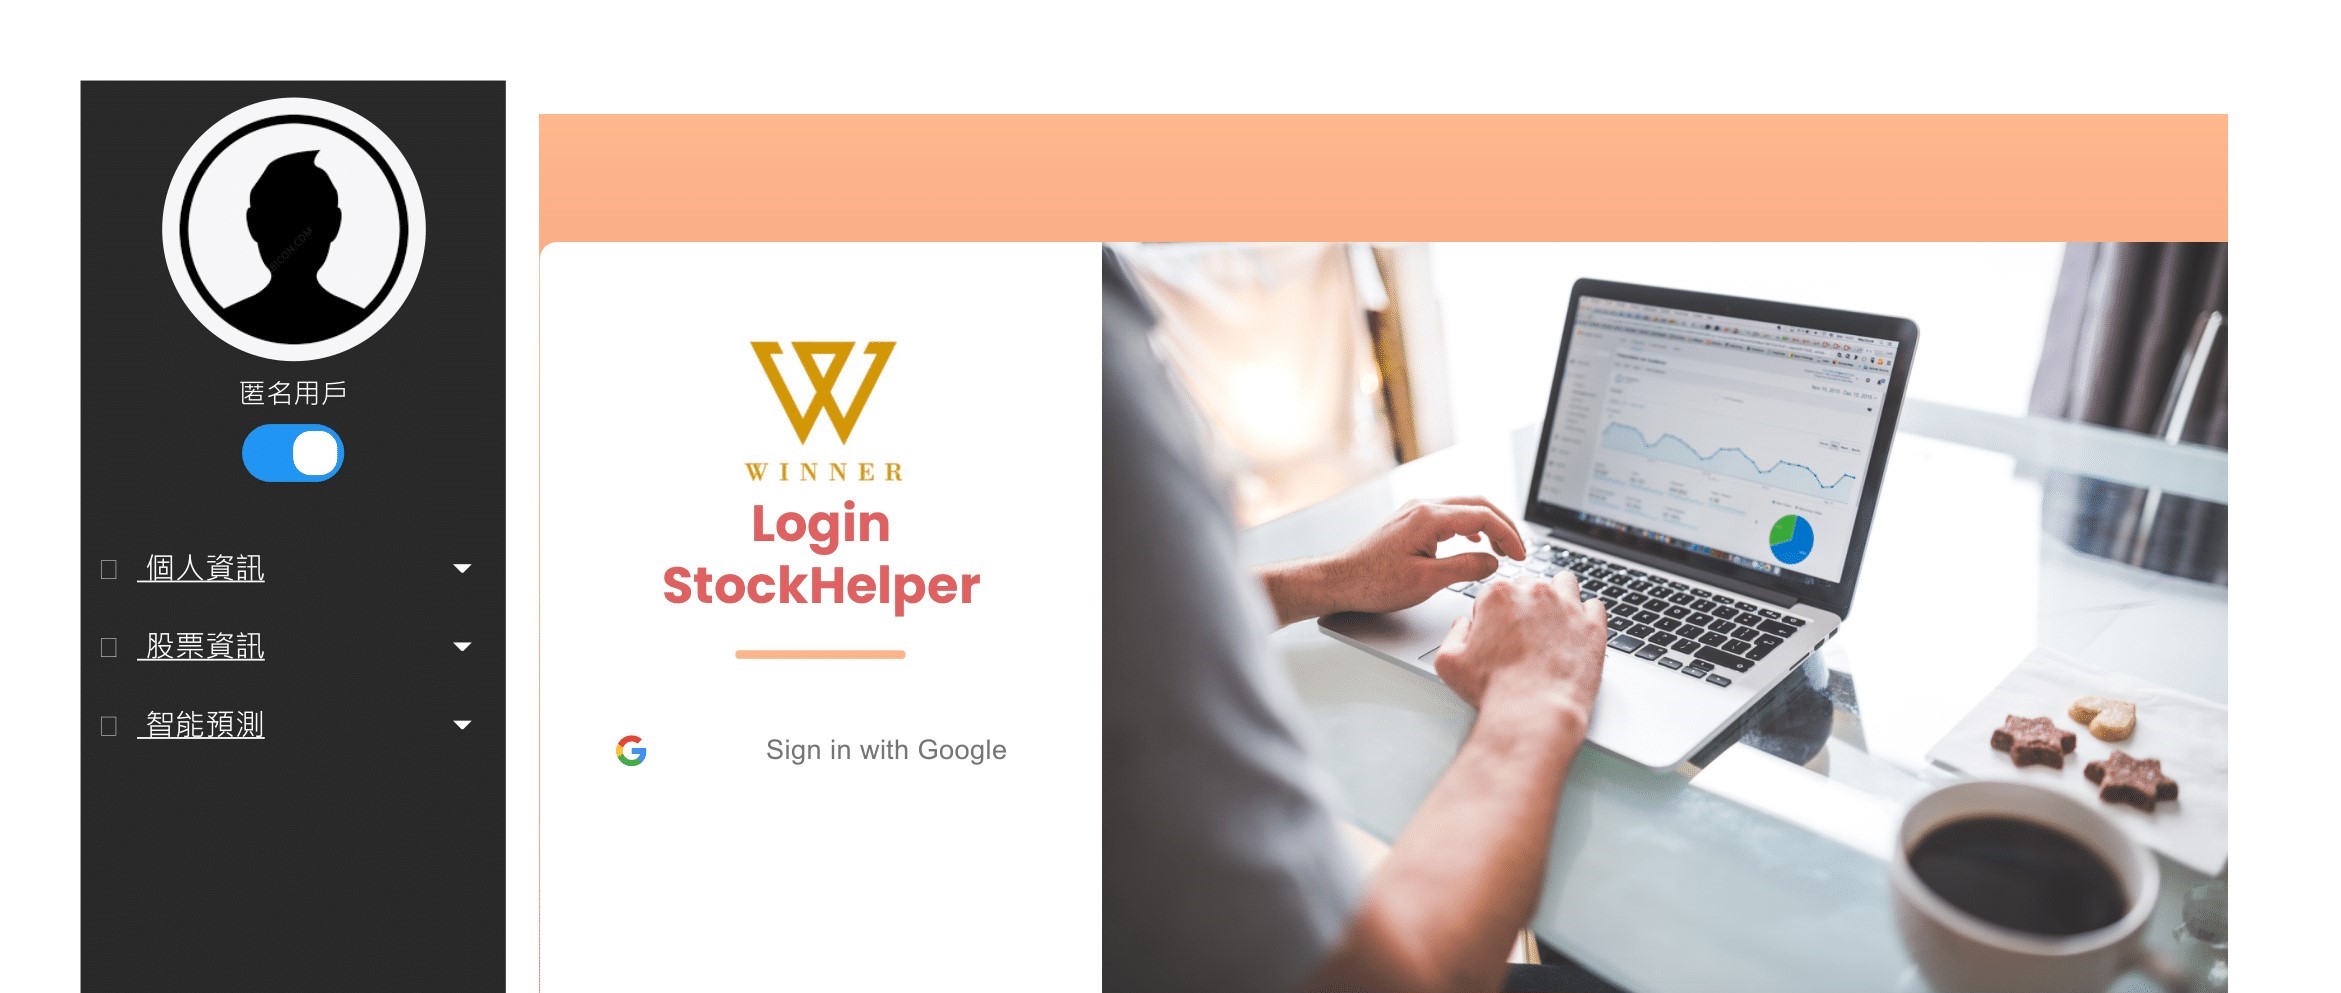 匿名用戶
個人資訊
股票資訊
智能預測
WINNER
Login
StockHelper
Sign in with Google